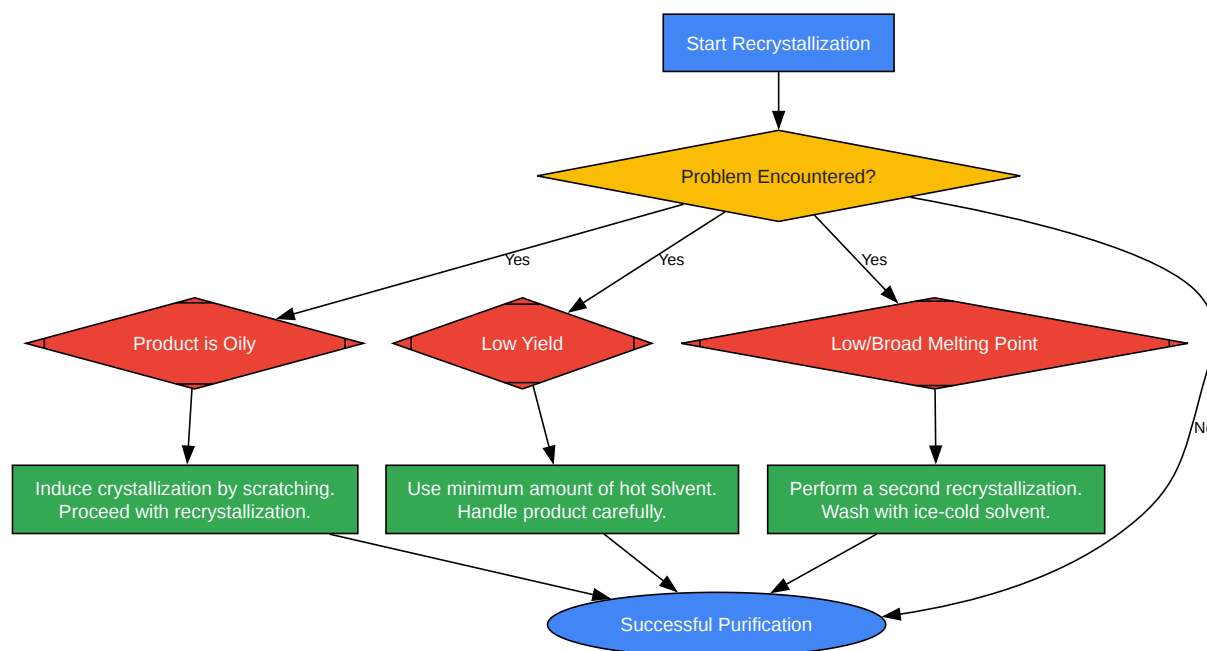 Start Recrystallization
Problem Encountered?
Yes
Yes
Yes
Product is Oily
Low Yield
Low/Broad Melting Point
No
Induce crystallization by scratching.
Proceed with recrystallization.
Use minimum amount of hot solvent.
Handle product carefully.
Perform a second recrystallization.
Wash with ice-cold solvent.
Successful Purification